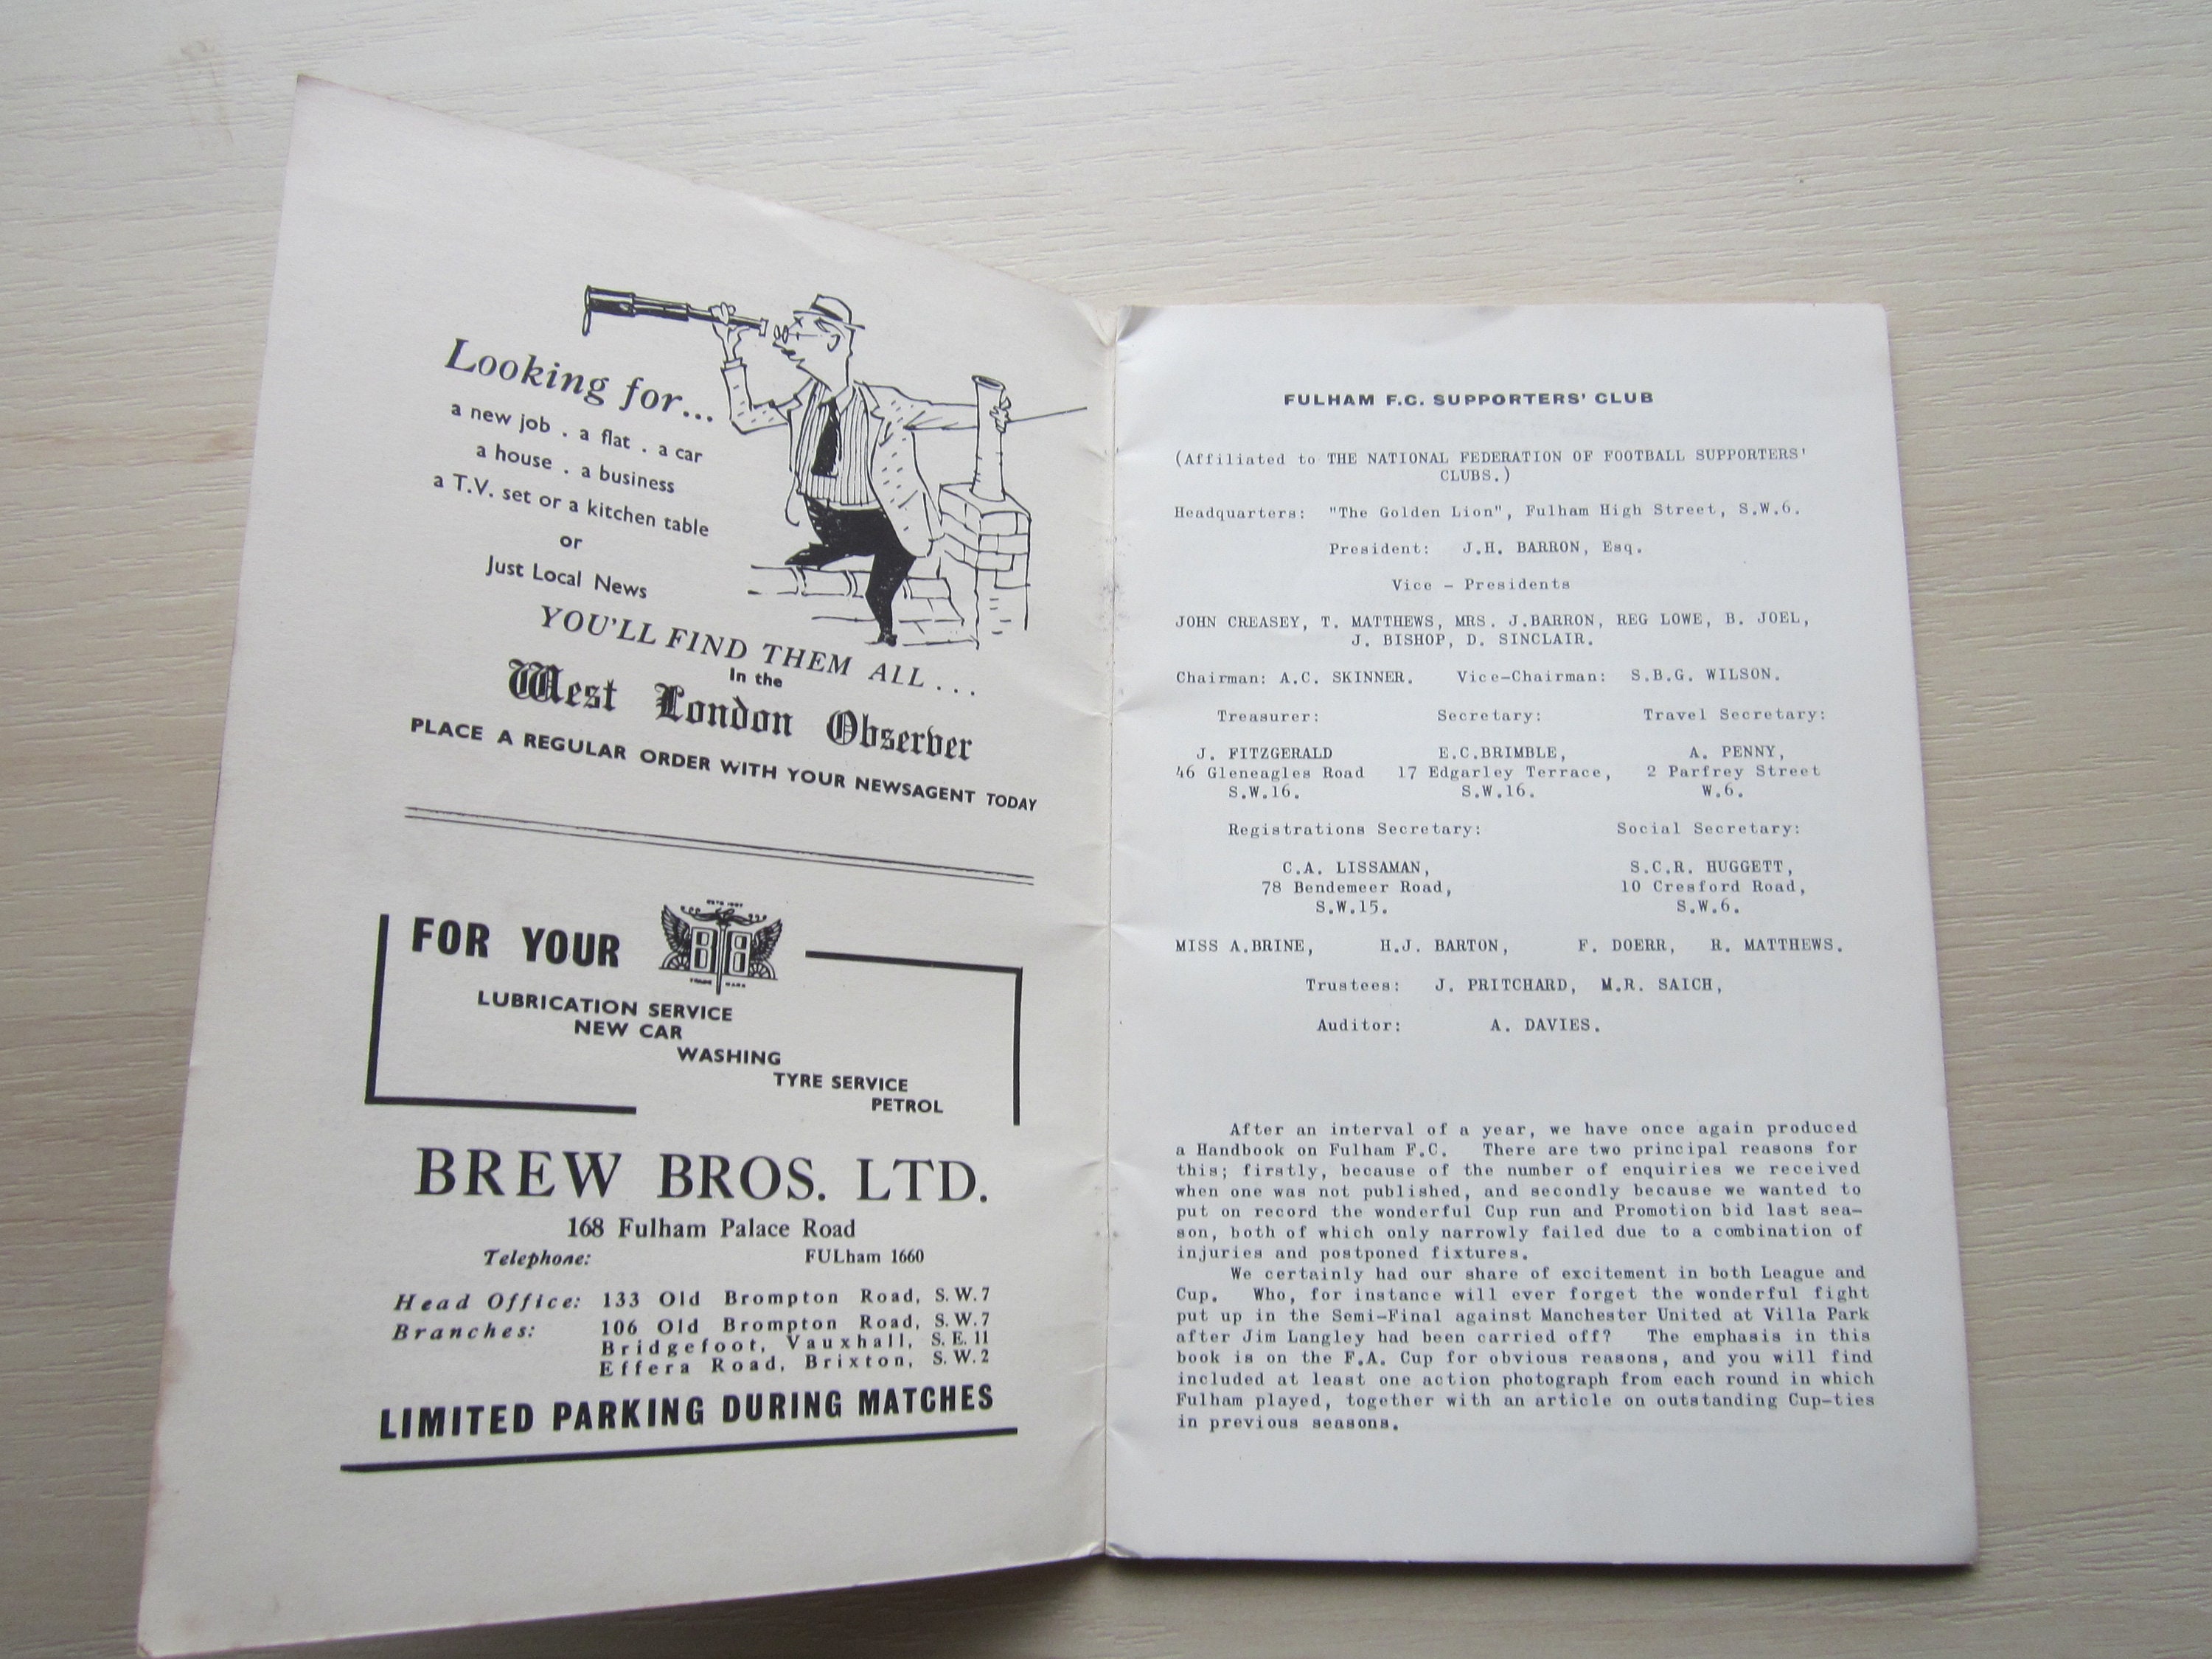 Looking for...
a new job . a flat . a car
a house . a business
a T.V. set or a kitchen table
or
Just Local News
YOU'LL FIND THEM ALL ...
In the
West London Observer
PLACE A REGULAR ORDER WITH YOUR NEWSAGENT TODAY
FOR YOUR
BB
LUBRICATION SERVICE
NEW CAR
WASHING
TYRE SERVICE
PETROL
BREW BROS. LTD.
168 Fulham Palace Road
Telephone: FULham 1660
Head Office: 133 Old Brompton Road, S.W.7
Branches: 106 Old Brompton Road, S.W.7
Bridgefoot, Vauxhall, S.E.11
Effera Road, Brixton, S.W.2
LIMITED PARKING DURING MATCHES
FULHAM F.C. SUPPORTERS' CLUB
(Affiliated to THE NATIONAL FEDERATION OF FOOTBALL SUPPORTERS'
CLUBS.)
Headquarters: "The Golden Lion", Fulham High Street, S.W.6.
President: J.H. BARRON, Esq.
Vice - Presidents
JOHN CREASEY, T. MATTHEWS, MRS. J.BARRON, REG LOWE, B. JOEL,
J. BISHOP, D. SINCLAIR.
Chairman: A.C. SKINNER. Vice-Chairman: S.B.G. WILSON.
Treasurer: Secretary: Travel Secretary:
J. FITZGERALD E.C.BRIMBLE, A. PENNY,
46 Gleneagles Road 17 Edgarley Terrace, 2 Parfrey Street
S.W.16. S.W.16. W.6.
Registrations Secretary: Social Secretary:
C.A. LISSAMAN, S.C.R. HUGGETT,
78 Bendemeer Road, 10 Cresford Road,
S.W.15. S.W.6.
MISS A.BRINE, H.J. BARTON, F. DOERR, R. MATTHEWS.
Trustees: J. PRITCHARD, M.R. SAICH,
Auditor: A. DAVIES.
After an interval of a year, we have once again produced
a Handbook on Fulham F.C. There are two principal reasons for
this; firstly, because of the number of enquiries we received
when one was not published, and secondly because we wanted to
put on record the wonderful Cup run and Promotion bid last sea-
son, both of which only narrowly failed due to a combination of
injuries and postponed fixtures.
We certainly had our share of excitement in both League and
Cup. Who, for instance will ever forget the wonderful fight
put up in the Semi-Final against Manchester United at Villa Park
after Jim Langley had been carried off? The emphasis in this
book is on the F.A. Cup for obvious reasons, and you will find
included at least one action photograph from each round in which
Fulham played, together with an article on outstanding Cup-ties
in previous seasons.